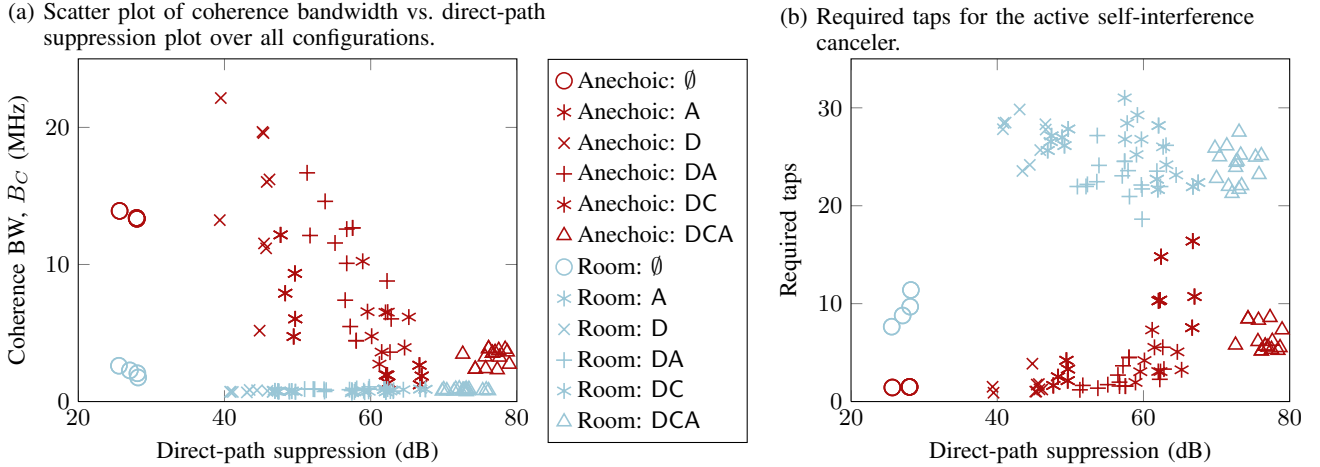 (a) Scatter plot of coherence bandwidth vs. direct-path
suppression plot over all configurations.
Coherence BW, B_C (MHz)
20
10
0
20 40 60 80
Direct-path suppression (dB)
Anechoic: ∅
Anechoic: A
Anechoic: D
Anechoic: DA
Anechoic: DC
Anechoic: DCA
Room: ∅
Room: A
Room: D
Room: DA
Room: DC
Room: DCA
(b) Required taps for the active self-interference
canceler.
Required taps
30
20
10
0
20 40 60 80
Direct-path suppression (dB)